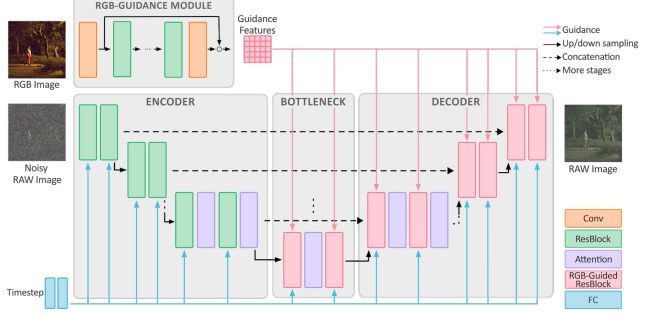 RGB-GUIDANCE MODULE
Guidance
Features
RGB Image
Guidance
Up/down sampling
Concatenation
More stages
ENCODER
BOTTLENECK
DECODER
Noisy
RAW Image
RAW Image
Conv
ResBlock
Attention
RGB-Guided
ResBlock
FC
Timestep